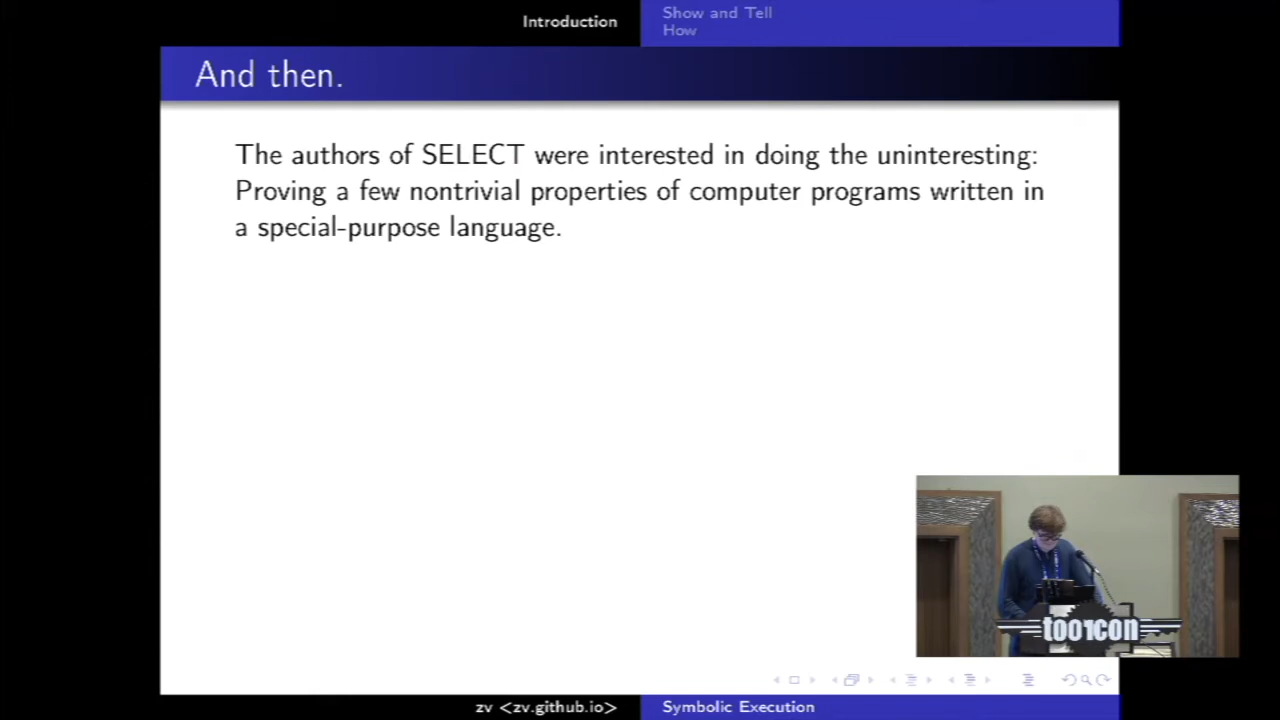 Introduction
Show and Tell
How
And then.
The authors of SELECT were interested in doing the uninteresting:
Proving a few nontrivial properties of computer programs written in
a special-purpose language.
too1con
zv <zv.github.io>
Symbolic Execution